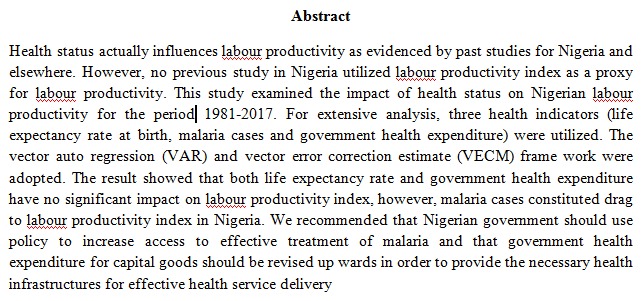 Abstract
Health status actually influences labour productivity as evidenced by past studies for Nigeria and
elsewhere. However, no previous study in Nigeria utilized labour productivity index as a proxy
for labour productivity. This study examined the impact of health status on Nigerian labour
productivity for the period 1981-2017. For extensive analysis, three health indicators (life
expectancy rate at birth, malaria cases and government health expenditure) were utilized. The
vector auto regression (VAR) and vector error correction estimate (VECM) frame work were
adopted. The result showed that both life expectancy rate and government health expenditure
have no significant impact on labour productivity index, however, malaria cases constituted drag
to labour productivity index in Nigeria. We recommended that Nigerian government should use
policy to increase access to effective treatment of malaria and that government health
expenditure for capital goods should be revised up wards in order to provide the necessary health
infrastructures for effective health service delivery